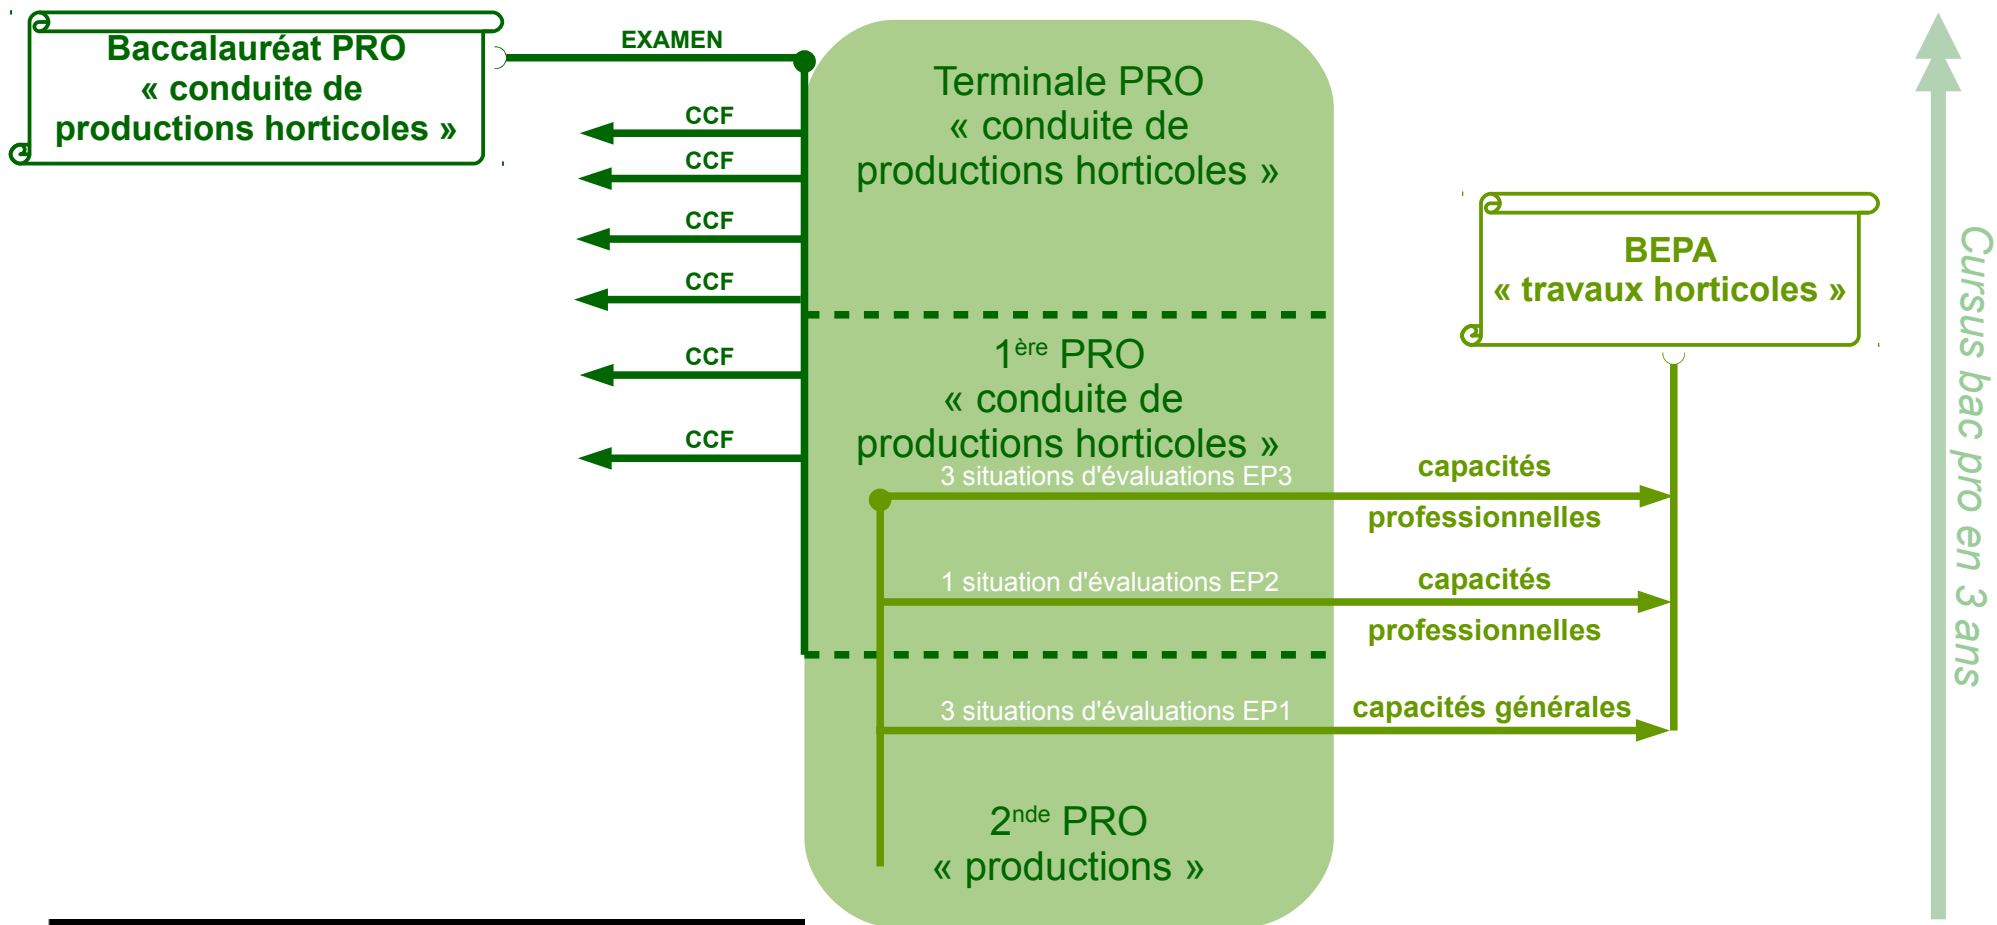 Baccalauréat PRO
« conduite de
productions horticoles »
EXAMEN
CCF
CCF
CCF
CCF
CCF
CCF
Terminale PRO
« conduite de
productions horticoles »
1ère PRO
« conduite de
productions horticoles »
3 situations d'évaluations EP3
capacités
professionnelles
1 situation d'évaluations EP2
capacités
professionnelles
3 situations d'évaluations EP1
capacités générales
2nde PRO
« productions »
BEPA
« travaux horticoles »
Cursus bac pro en 3 ans